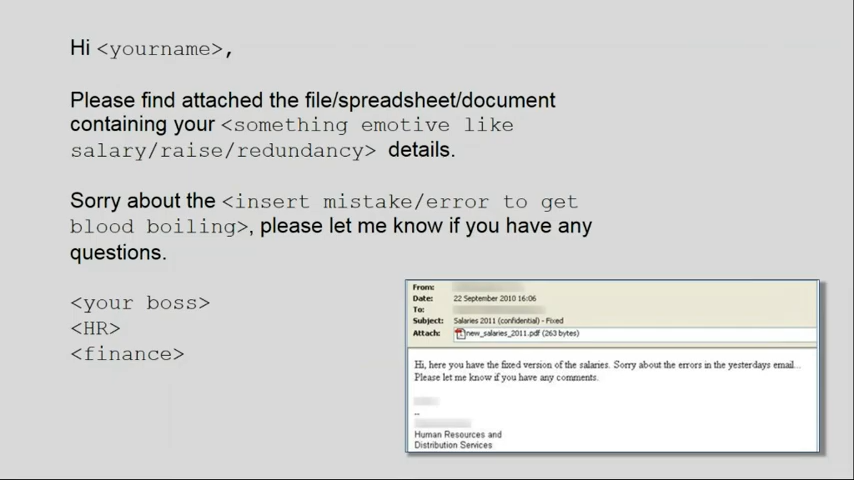 Hi <yourname>,
Please find attached the file/spreadsheet/document
containing your <something emotive like
salary/raise/redundancy> details.
Sorry about the <insert mistake/error to get
blood boiling>, please let me know if you have any
questions.
<your boss>
<HR>
<finance>
From:
Date: 22 September 2010 16:06
To:
Subject: Salaries 2011 (confidential) - Fixed
Attach: new_salaries_2011.pdf (263 bytes)
Hi, here you have the fixed version of the salaries. Sorry about the errors in the yesterdays email...
Please let me know if you have any comments.
--
Human Resources and
Distribution Services